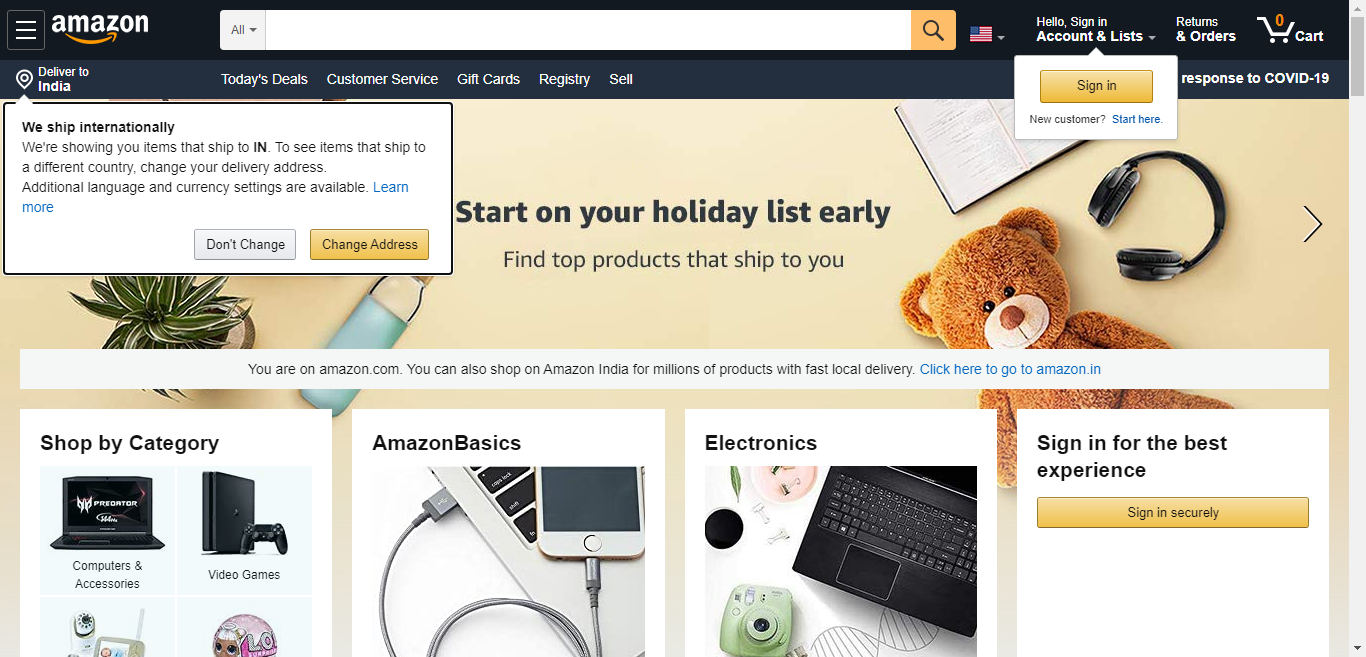 amazon
All
Hello, Sign in
Account & Lists
Returns
& Orders
0
Cart
Deliver to
India
Today's Deals
Customer Service
Gift Cards
Registry
Sell
response to COVID-19
Sign in
New customer? Start here.
We ship internationally
We're showing you items that ship to IN. To see items that ship to
a different country, change your delivery address.
Additional language and currency settings are available. Learn
more
Don't Change
Change Address
Start on your holiday list early
Find top products that ship to you
You are on amazon.com. You can also shop on Amazon India for millions of products with fast local delivery. Click here to go to amazon.in
Shop by Category
PREDATOR
144Hz
Computers &
Accessories
Video Games
AmazonBasics
caps lock
shift
fn
Electronics
Sign in for the best
experience
Sign in securely